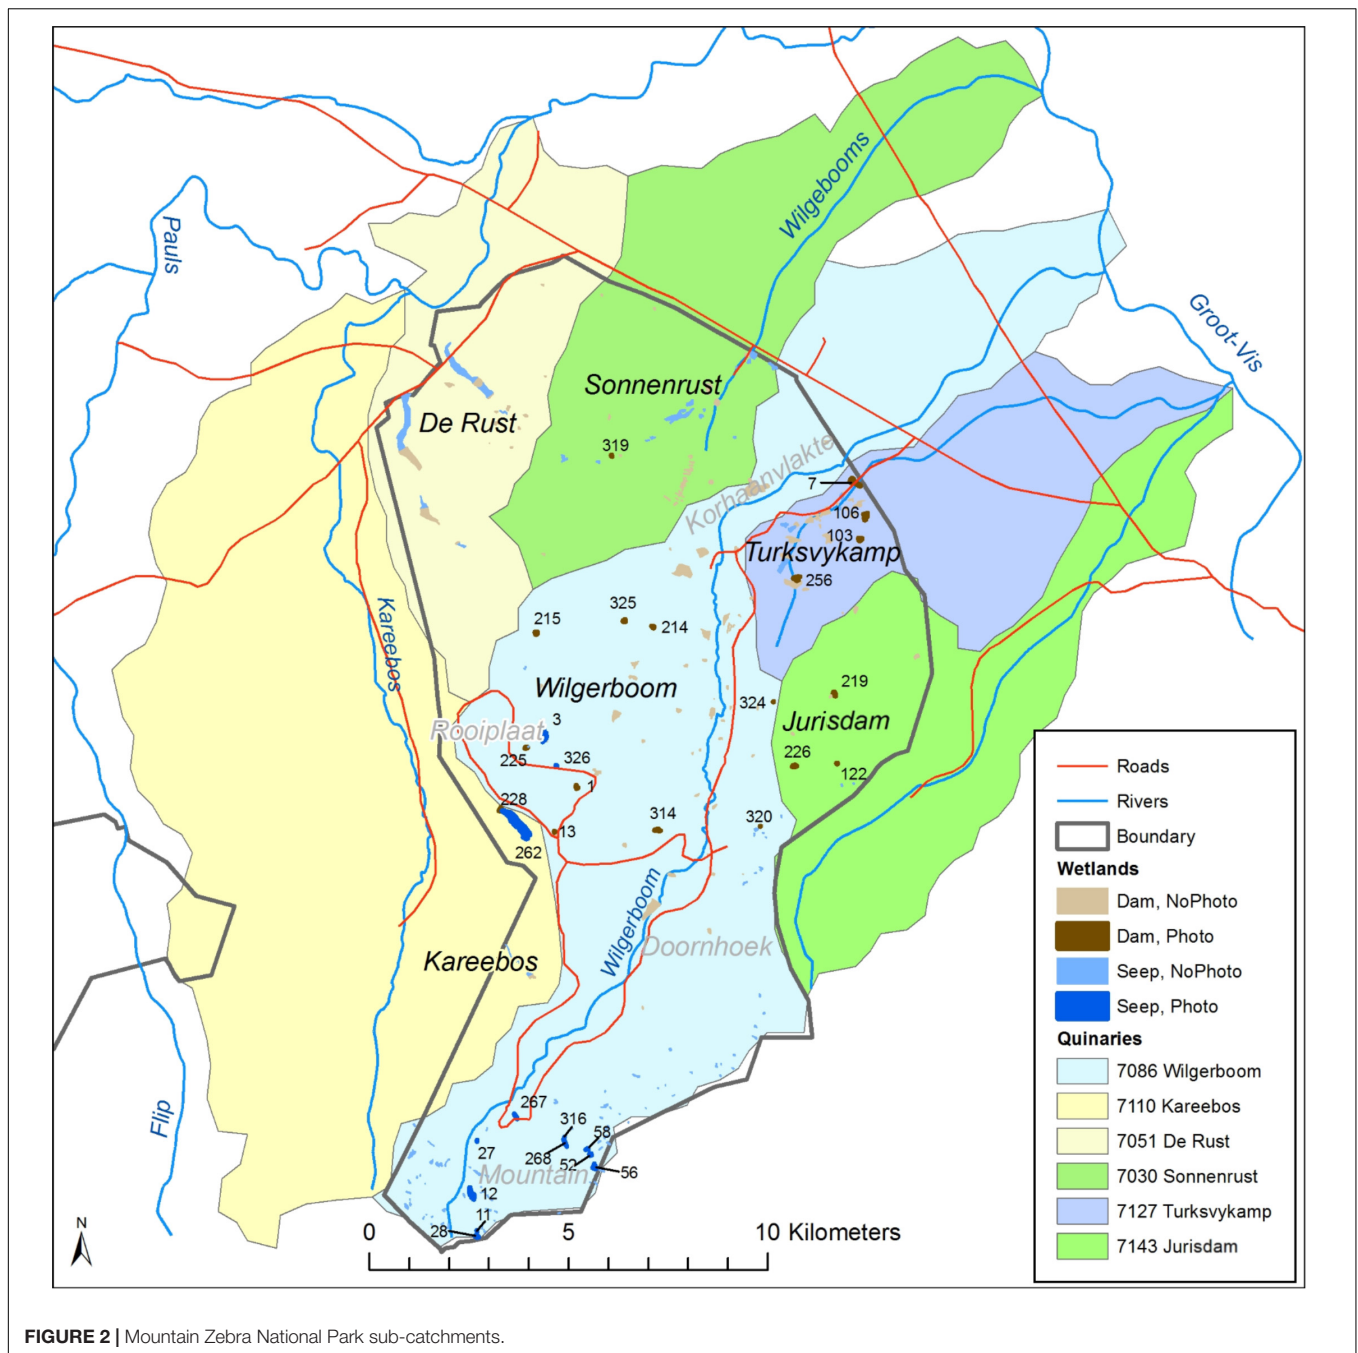 Pauls
Wilgebooms
Groot-Vis
Sonnenrust
De Rust
319
Korhaanvlakte
7
106
103
Turksvykamp
256
Kareebos
215
325
214
Wilgerboom
219
324
Jurisdam
Rooiplaat
3
225
326
226
122
1
228
314
320
13
262
Wilgerboom
Doornhoek
Kareebos
Flip
267
316
58
27
268
52
56
Mountain
12
11
28
N
0 5 10 Kilometers
Roads
Rivers
Boundary
Wetlands
Dam, NoPhoto
Dam, Photo
Seep, NoPhoto
Seep, Photo
Quinaries
7086 Wilgerboom
7110 Kareebos
7051 De Rust
7030 Sonnenrust
7127 Turksvykamp
7143 Jurisdam
FIGURE 2 | Mountain Zebra National Park sub-catchments.